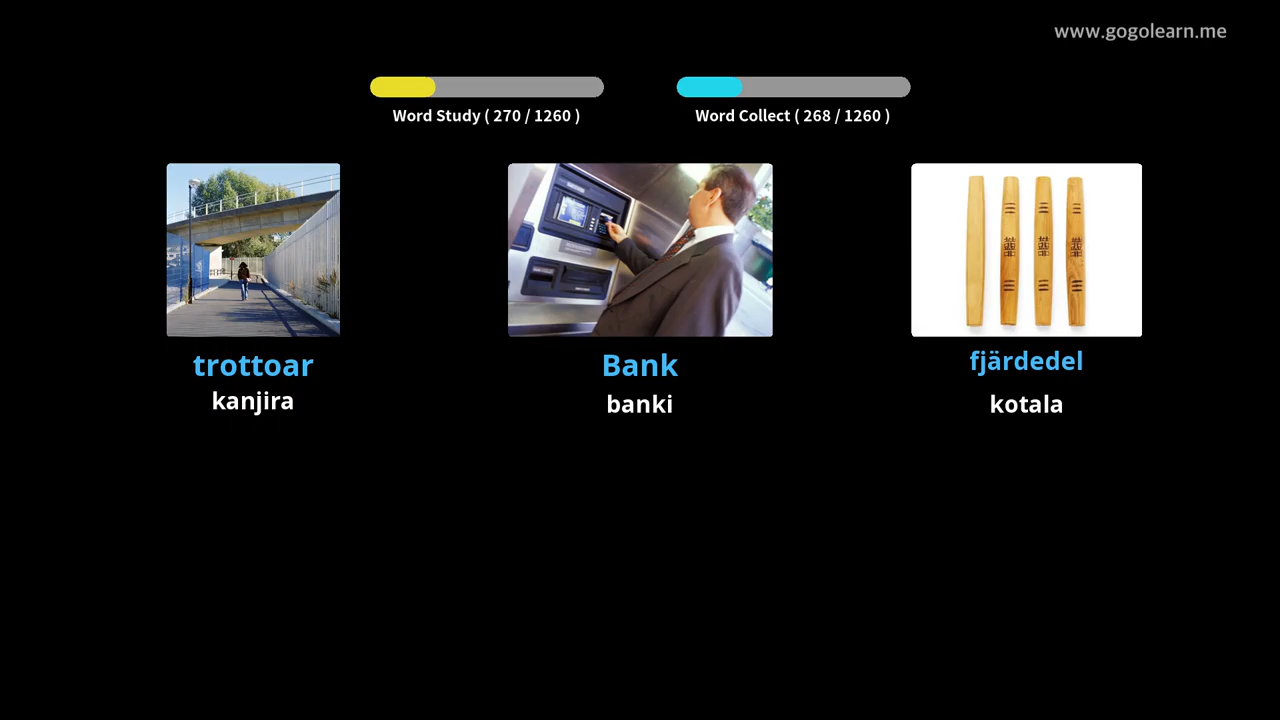 www.gogolearn.me
Word Study ( 270 / 1260 )
Word Collect ( 268 / 1260 )
trottoar
kanjira
Bank
banki
fjärdedel
kotala